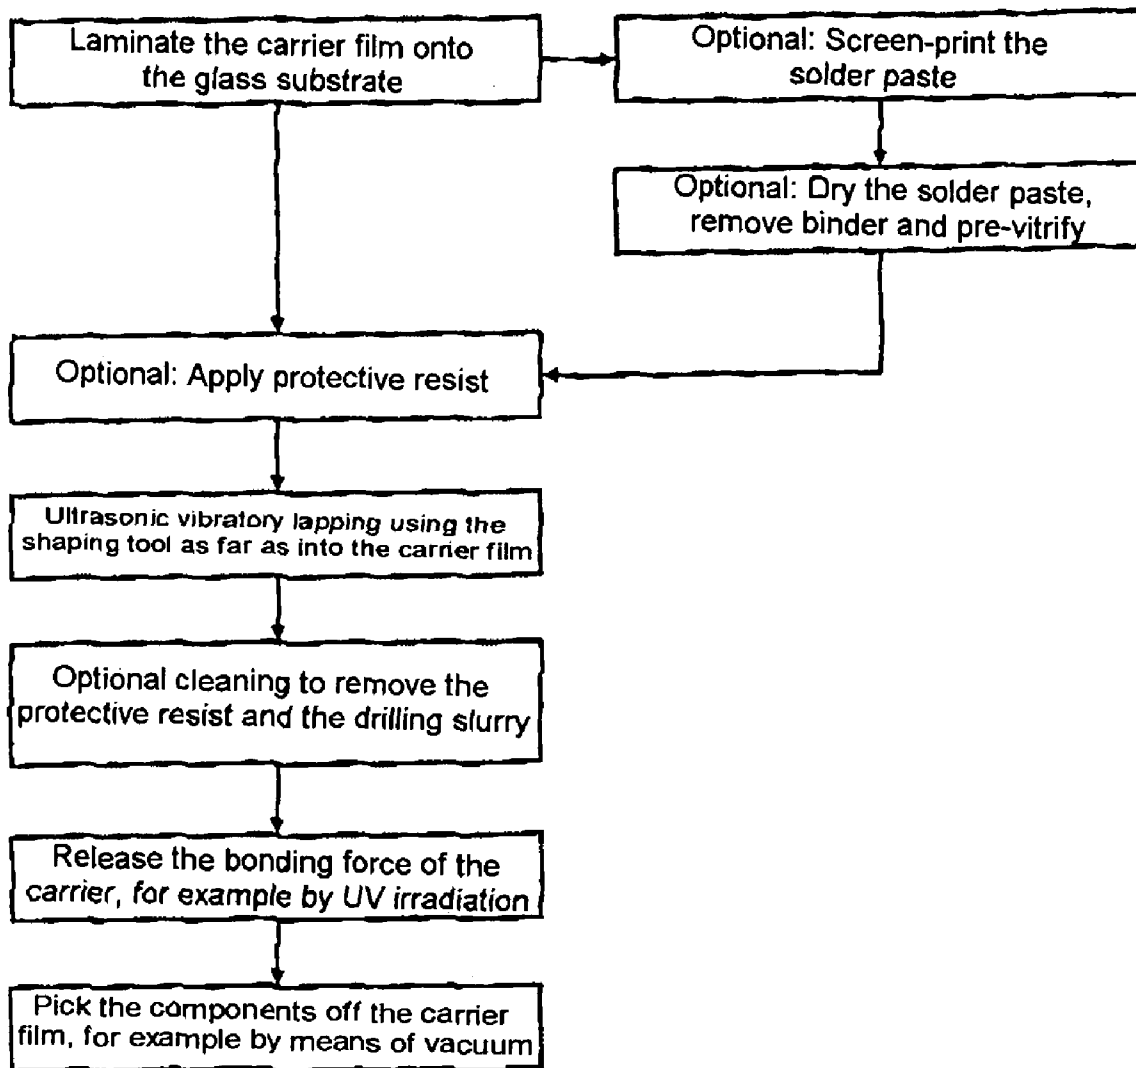 Laminate the carrier film onto
the glass substrate
Optional: Screen-print the
solder paste
Optional: Dry the solder paste,
remove binder and pre-vitrify
Optional: Apply protective resist
Ultrasonic vibratory lapping using the
shaping tool as far as into the carrier film
Optional cleaning to remove the
protective resist and the drilling slurry
Release the bonding force of the
carrier, for example by UV irradiation
Pick the components off the carrier
film, for example by means of vacuum